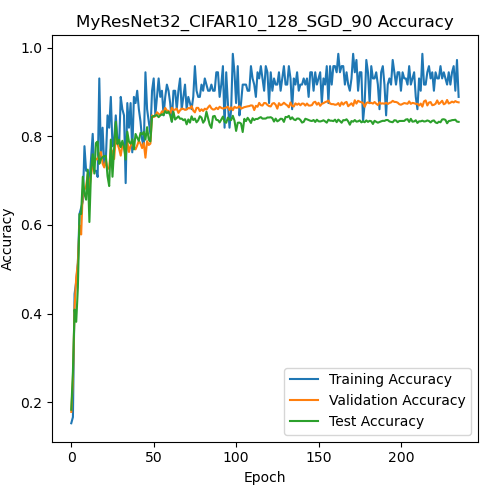 MyResNet32_CIFAR10_128_SGD_90 Accuracy
1.0
0.8
0.6
0.4
0.2
Accuracy
0
50
100
150
200
Epoch
Training Accuracy
Validation Accuracy
Test Accuracy